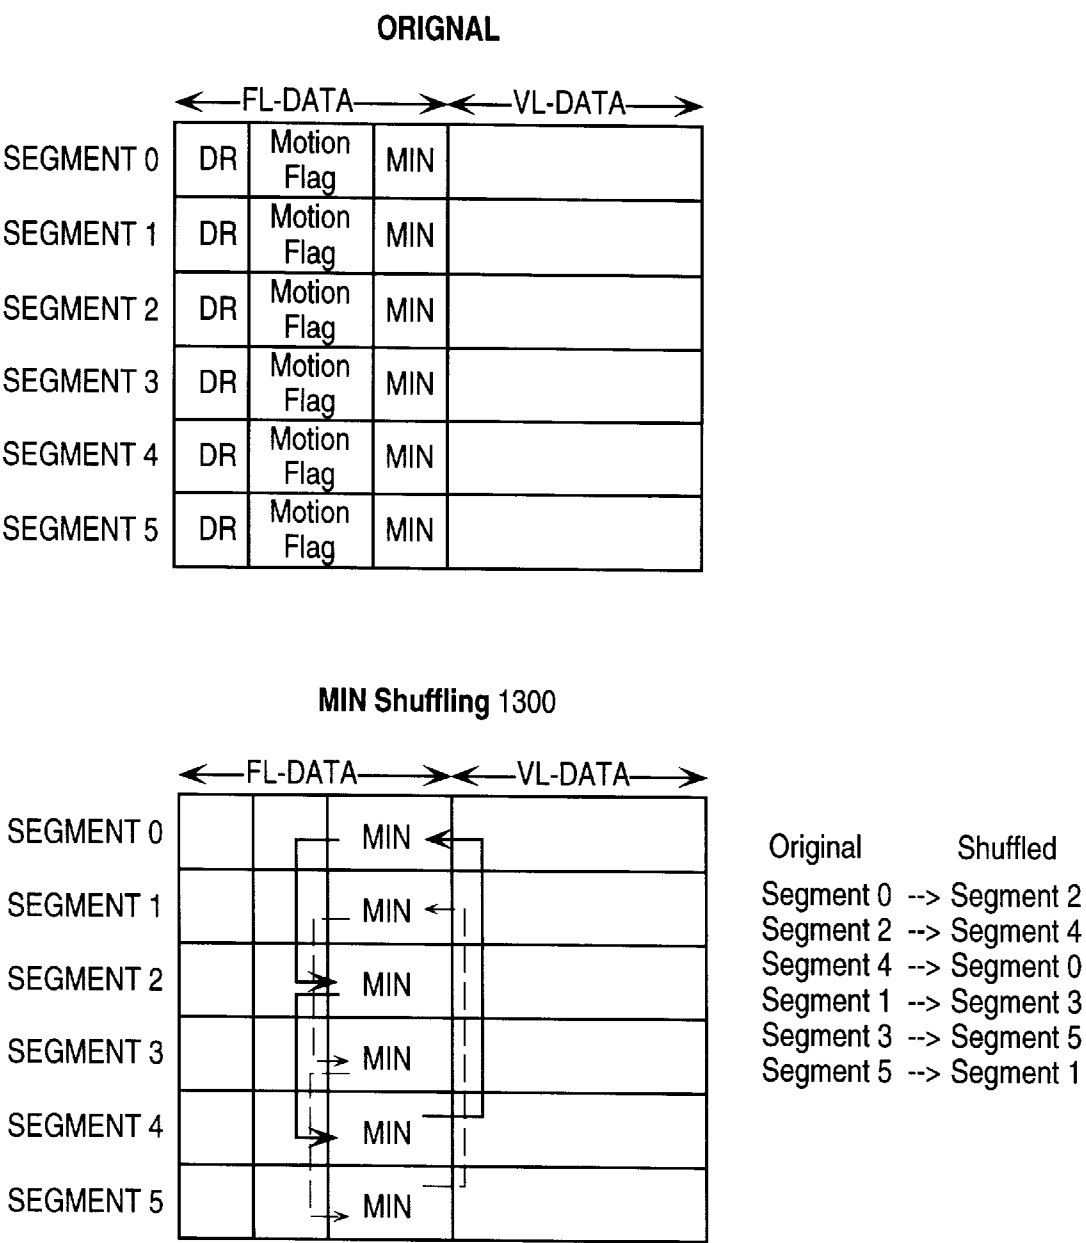 ORIGNAL
FL-DATA VL-DATA
SEGMENT 0 DR Motion Flag MIN
SEGMENT 1 DR Motion Flag MIN
SEGMENT 2 DR Motion Flag MIN
SEGMENT 3 DR Motion Flag MIN
SEGMENT 4 DR Motion Flag MIN
SEGMENT 5 DR Motion Flag MIN
MIN Shuffling 1300
FL-DATA VL-DATA
SEGMENT 0 MIN
SEGMENT 1 MIN
SEGMENT 2 MIN
SEGMENT 3 MIN
SEGMENT 4 MIN
SEGMENT 5 MIN
Original Shuffled
Segment 0 --> Segment 2
Segment 2 --> Segment 4
Segment 4 --> Segment 0
Segment 1 --> Segment 3
Segment 3 --> Segment 5
Segment 5 --> Segment 1